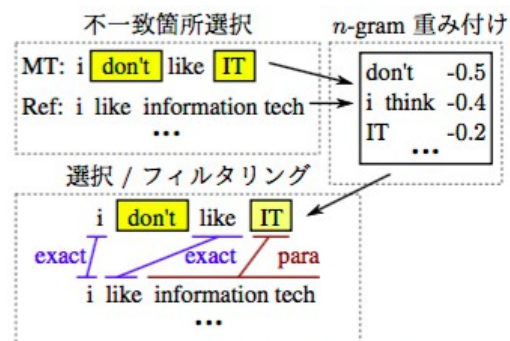 不一致箇所選択
MT: i don't like IT
Ref: i like information tech
...
n-gram 重み付け
don't -0.5
i think -0.4
IT -0.2
...
選択 / フィルタリング
i don't like IT
exact exact para
i like information tech
...